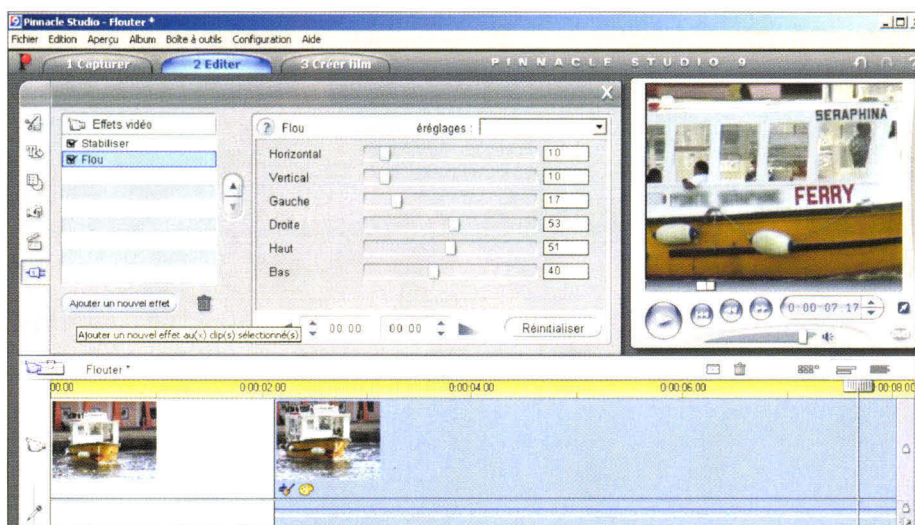 Pinnacle Studio - Flouter *
Fichier Edition Aperçu Album Boîte à outils Configuration Aide
1 Capturer 2 Editer 3 Créer film PINNACLE STUDIO 9
Effets vidéo
Stabiliser
Flou
Ajouter un nouvel effet
Ajouter un nouvel effet au(x) clip(s) sélectionné(s)
? Flou éréglages :
Horizontal 10
Vertical 10
Gauche 17
Droite 53
Haut 51
Bas 40
00:00 00:00 Réinitialiser
SERAPHINA
FERRY
0:00:07.17
Flouter *
00:00 0:00:02:00 0:00:04:00 0:00:06:00 0:00:08:00